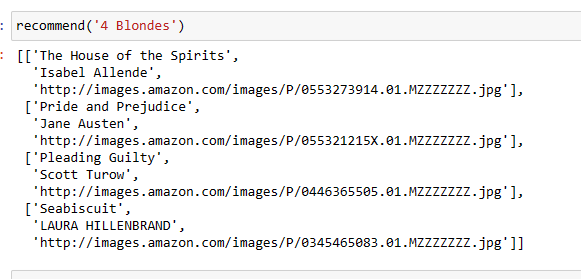 : recommend('4 Blondes')
: [['The House of the Spirits',
'Isabel Allende',
'http://images.amazon.com/images/P/0553273914.01.MZZZZZZZ.jpg'],
['Pride and Prejudice',
'Jane Austen',
'http://images.amazon.com/images/P/055321215X.01.MZZZZZZZ.jpg'],
['Pleading Guilty',
'Scott Turow',
'http://images.amazon.com/images/P/0446365505.01.MZZZZZZZ.jpg'],
['Seabiscuit',
'LAURA HILLENBRAND',
'http://images.amazon.com/images/P/0345465083.01.MZZZZZZZ.jpg']]